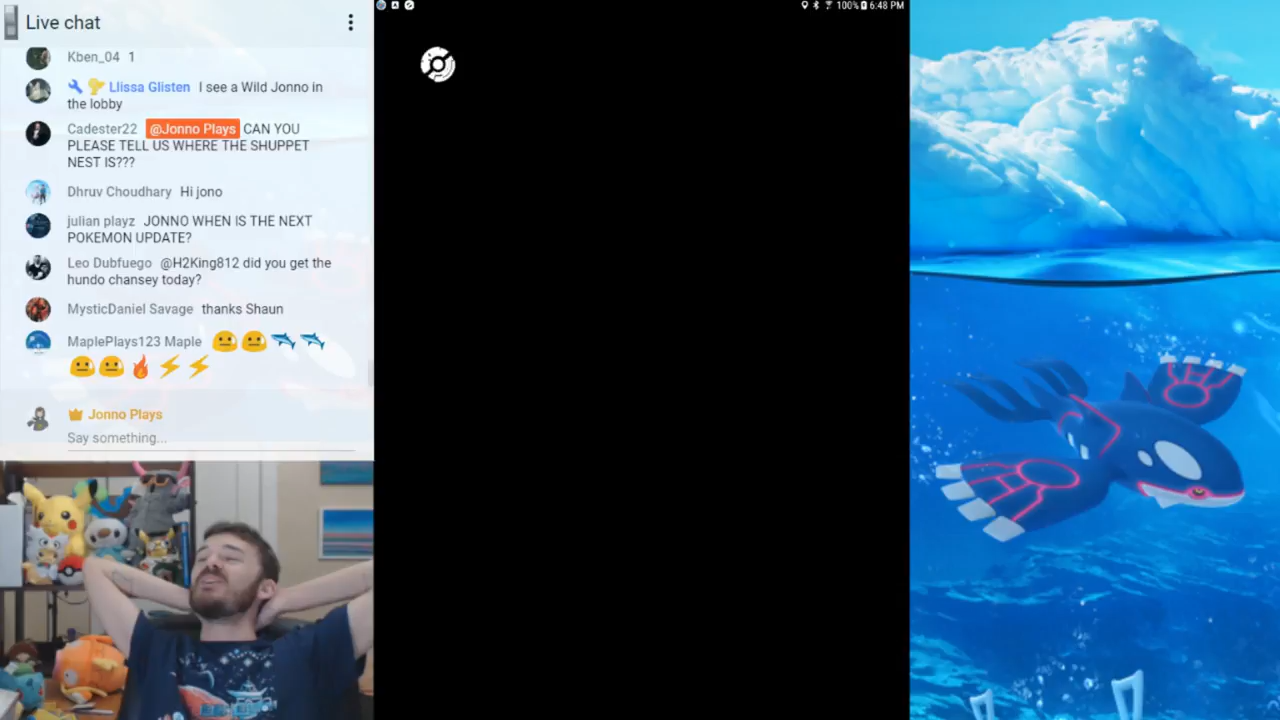 Live chat
Kben_04 1
Llissa Glisten I see a Wild Jonno in
the lobby
Cadester22 @Jonno Plays CAN YOU
PLEASE TELL US WHERE THE SHUPPET
NEST IS???
Dhruv Choudhary Hi jono
julian playz JONNO WHEN IS THE NEXT
POKEMON UPDATE?
Leo Dubfuego @H2King812 did you get the
hundo chansey today?
MysticDaniel Savage thanks Shaun
MaplePlays123 Maple
Jonno Plays
Say something...
100% 6:48 PM